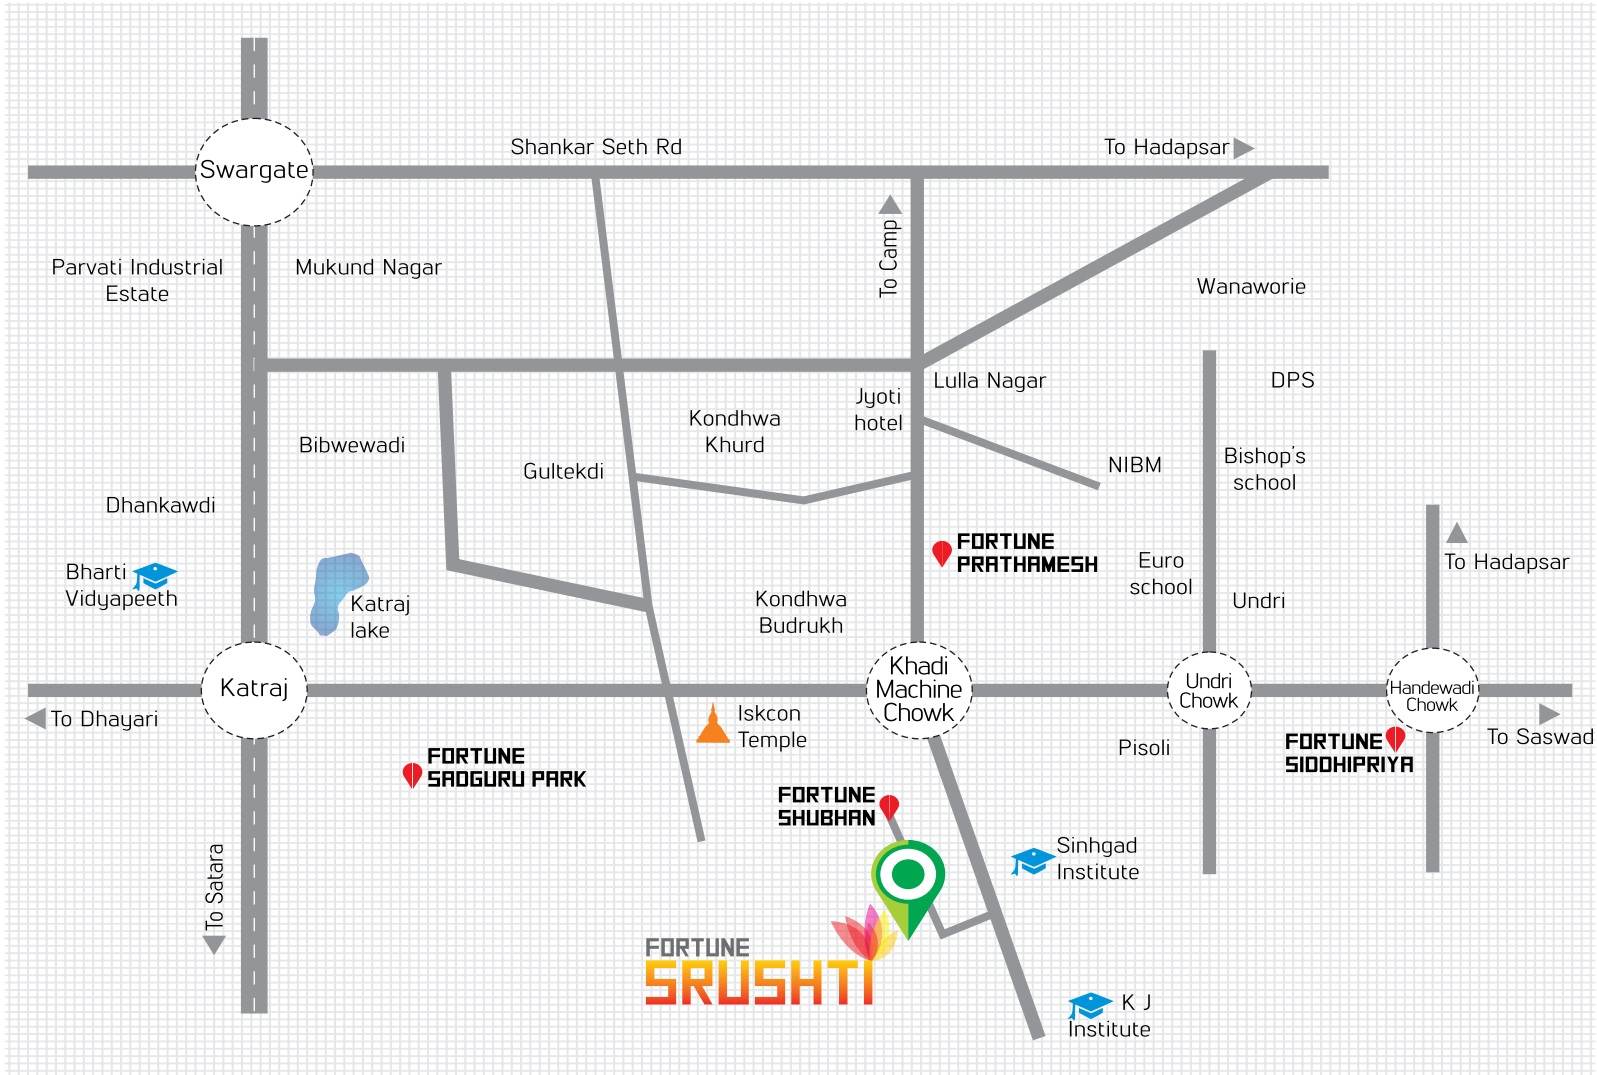 Shankar Seth Rd
To Hadapsar
Swargate
To Camp
Parvati Industrial
Estate
Mukund Nagar
Wanaworie
Lulla Nagar
DPS
Jyoti
hotel
Kondhwa
Khurd
Bibwewadi
Gultekdi
NIBM
Bishop's
school
Dhankawdi
FORTUNE
PRATHAMESH
Euro
school
To Hadapsar
Bharti
Vidyapeeth
Katraj
lake
Kondhwa
Budrukh
Undri
Katraj
Khadi
Machine
Chowk
Undri
Chowk
Handewadi
Chowk
To Dhayari
Iskcon
Temple
To Saswad
Pisoli
FORTUNE
SIDDHIPRIYA
FORTUNE
SADGURU PARK
FORTUNE
SHUBHAN
To Satara
Sinhgad
Institute
FORTUNE
SRUSHTI
K J
Institute